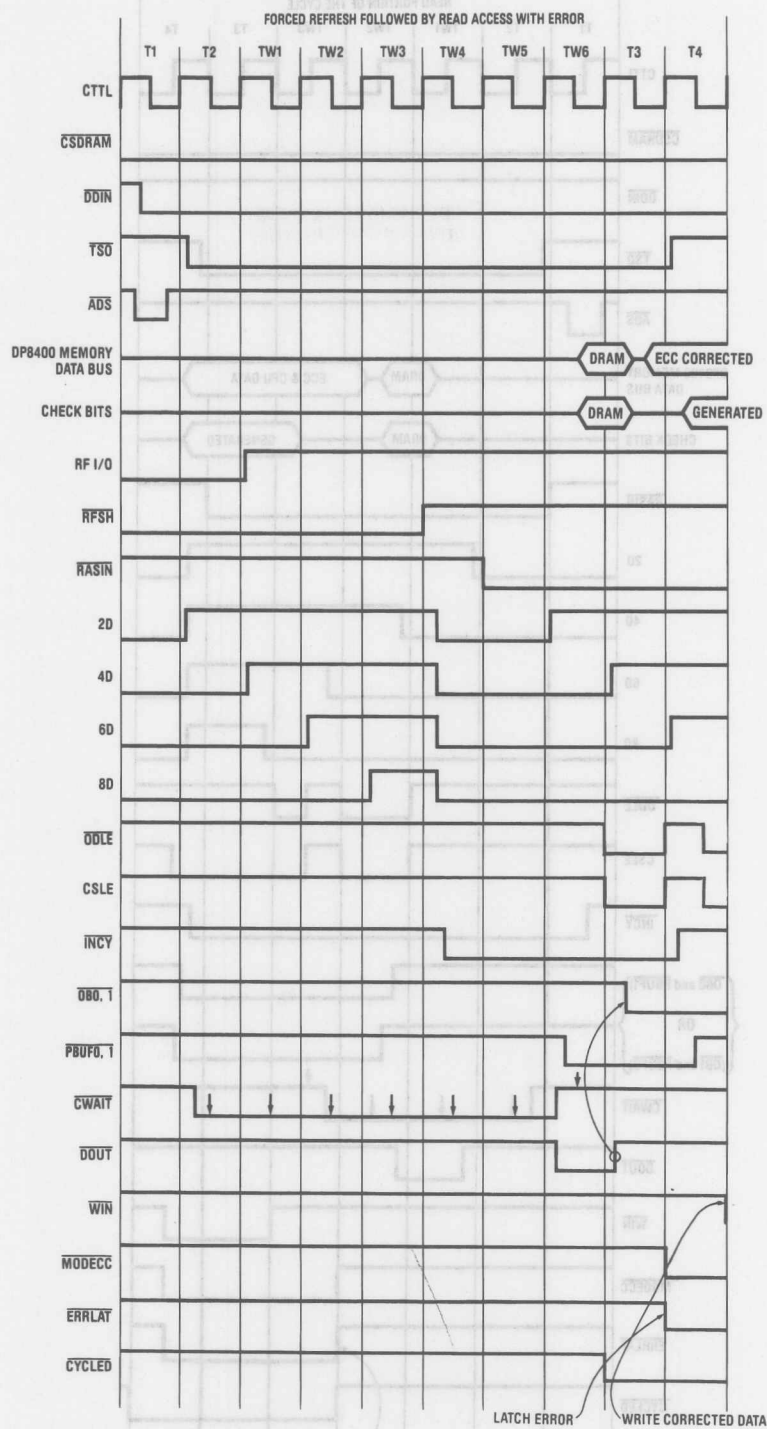 FORCED REFRESH FOLLOWED BY READ ACCESS WITH ERROR
T1 T2 TW1 TW2 TW3 TW4 TW5 TW6 T3 T4
CTTL
CSDRAM
DDIN
TSO
ADS
DP8400 MEMORY
DATA BUS
DRAM ECC CORRECTED
CHECK BITS
DRAM GENERATED
RF I/O
RFSH
RASIN
2D
4D
6D
8D
ODLE
CSLE
INCY
OB0, 1
PBUF0, 1
CWAIT
DOUT
WIN
MODECC
ERRLAT
CYCLED
LATCH ERROR WRITE CORRECTED DATA